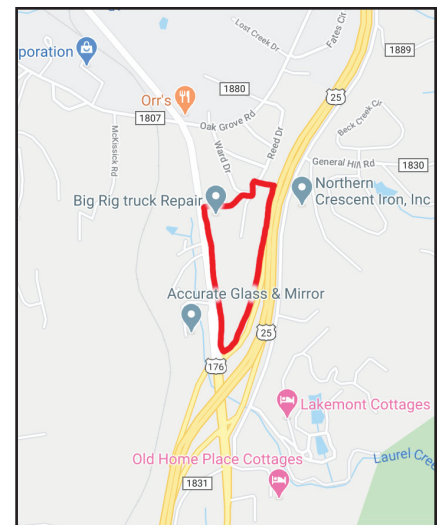 Lost Creek Dr
Fates Cir
poration
1889
1880
Orr's
25
1807
Oak Grove Rd
Beck Creek Cir
McKissick Rd
Ward Dr
Reed Dr
General Hill Rd
1830
Big Rig truck Repair
Northern
Crescent Iron, Inc
Accurate Glass & Mirror
25
176
Lakemont Cottages
Old Home Place Cottages
Laurel Cree
1831